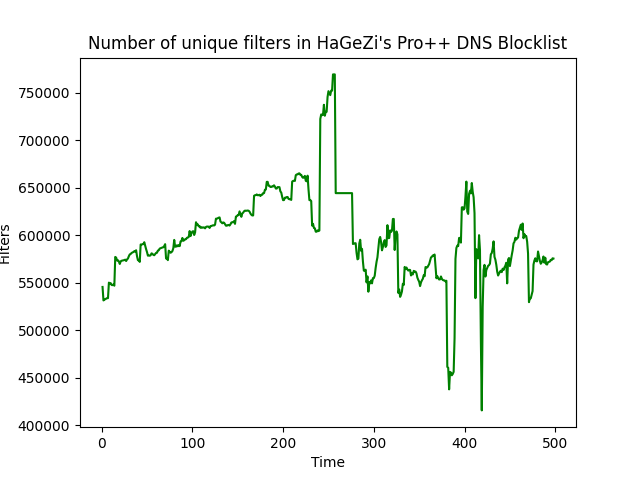 Number of unique filters in HaGeZi's Pro++ DNS Blocklist
750000
700000
650000
600000
550000
500000
450000
400000
Filters
0 100 200 300 400 500
Time